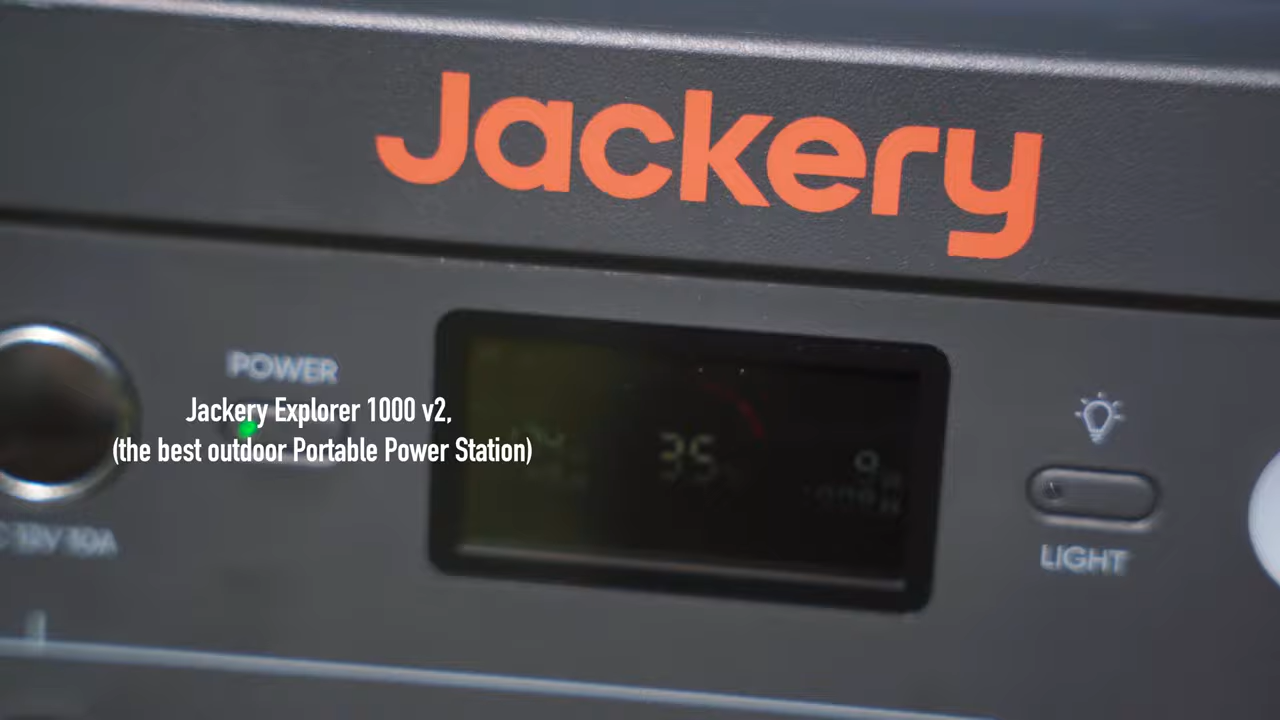 Jackery
POWER
Jackery Explorer 1000 v2,
(the best outdoor Portable Power Station)
35
LIGHT